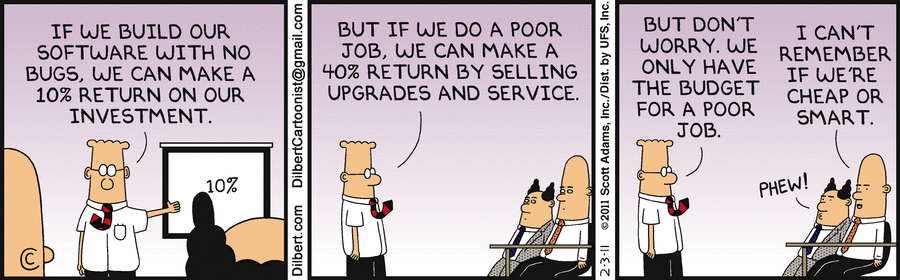 IF WE BUILD OUR
SOFTWARE WITH NO
BUGS, WE CAN MAKE A
10% RETURN ON OUR
INVESTMENT.
10%
Dilbert.com DilbertCartoonist@gmail.com
BUT IF WE DO A POOR
JOB, WE CAN MAKE A
40% RETURN BY SELLING
UPGRADES AND SERVICE.
2-3-11 © 2011 Scott Adams, Inc./Dist. by UFS, Inc.
BUT DON'T
WORRY. WE
ONLY HAVE
THE BUDGET
FOR A POOR
JOB.
PHEW!
I CAN'T
REMEMBER
IF WE'RE
CHEAP OR
SMART.